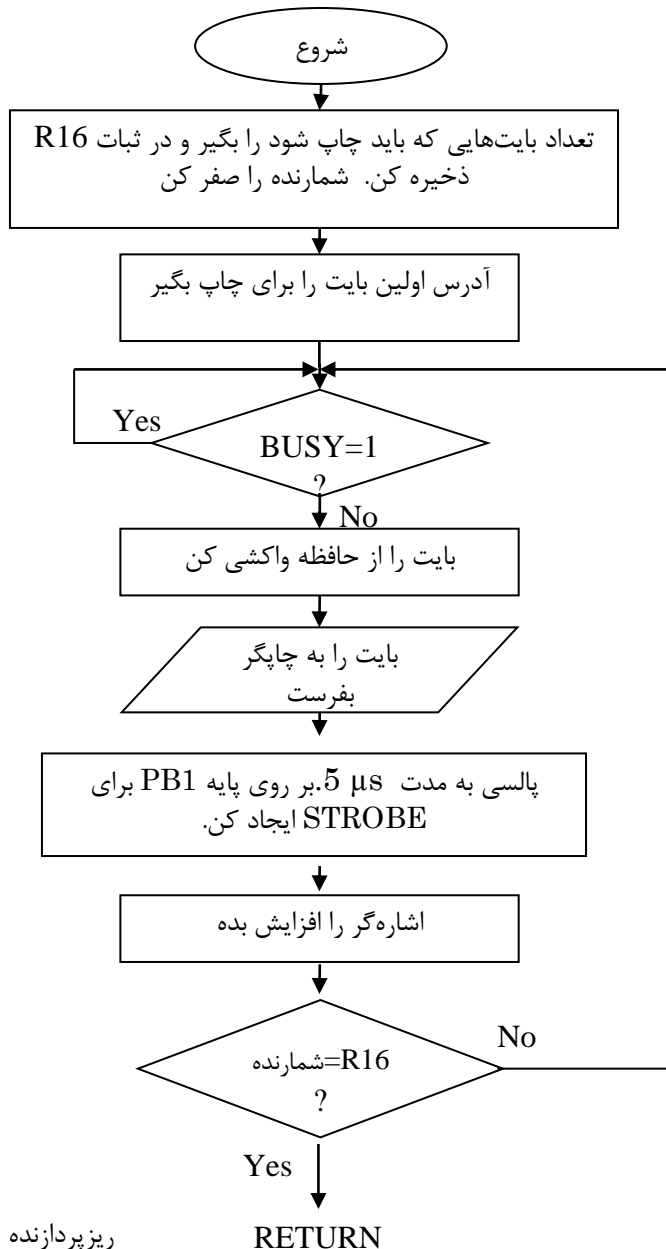 شروع
تعداد بایت‌هایی که باید چاپ شود را بگیر و در ثبات R16
ذخیره کن. شمارنده را صفر کن
آدرس اولین بایت را برای چاپ بگیر
Yes
BUSY=1
?
No
بایت را از حافظه واکشی کن
بایت را به چاپگر
بفرست
پالسی به مدت .5 μs بر روی پایه PB1 برای
STROBE ایجاد کن.
اشاره‌گر را افزایش بده
No
شمارنده=R16
?
Yes
RETURN
ریزپردازنده